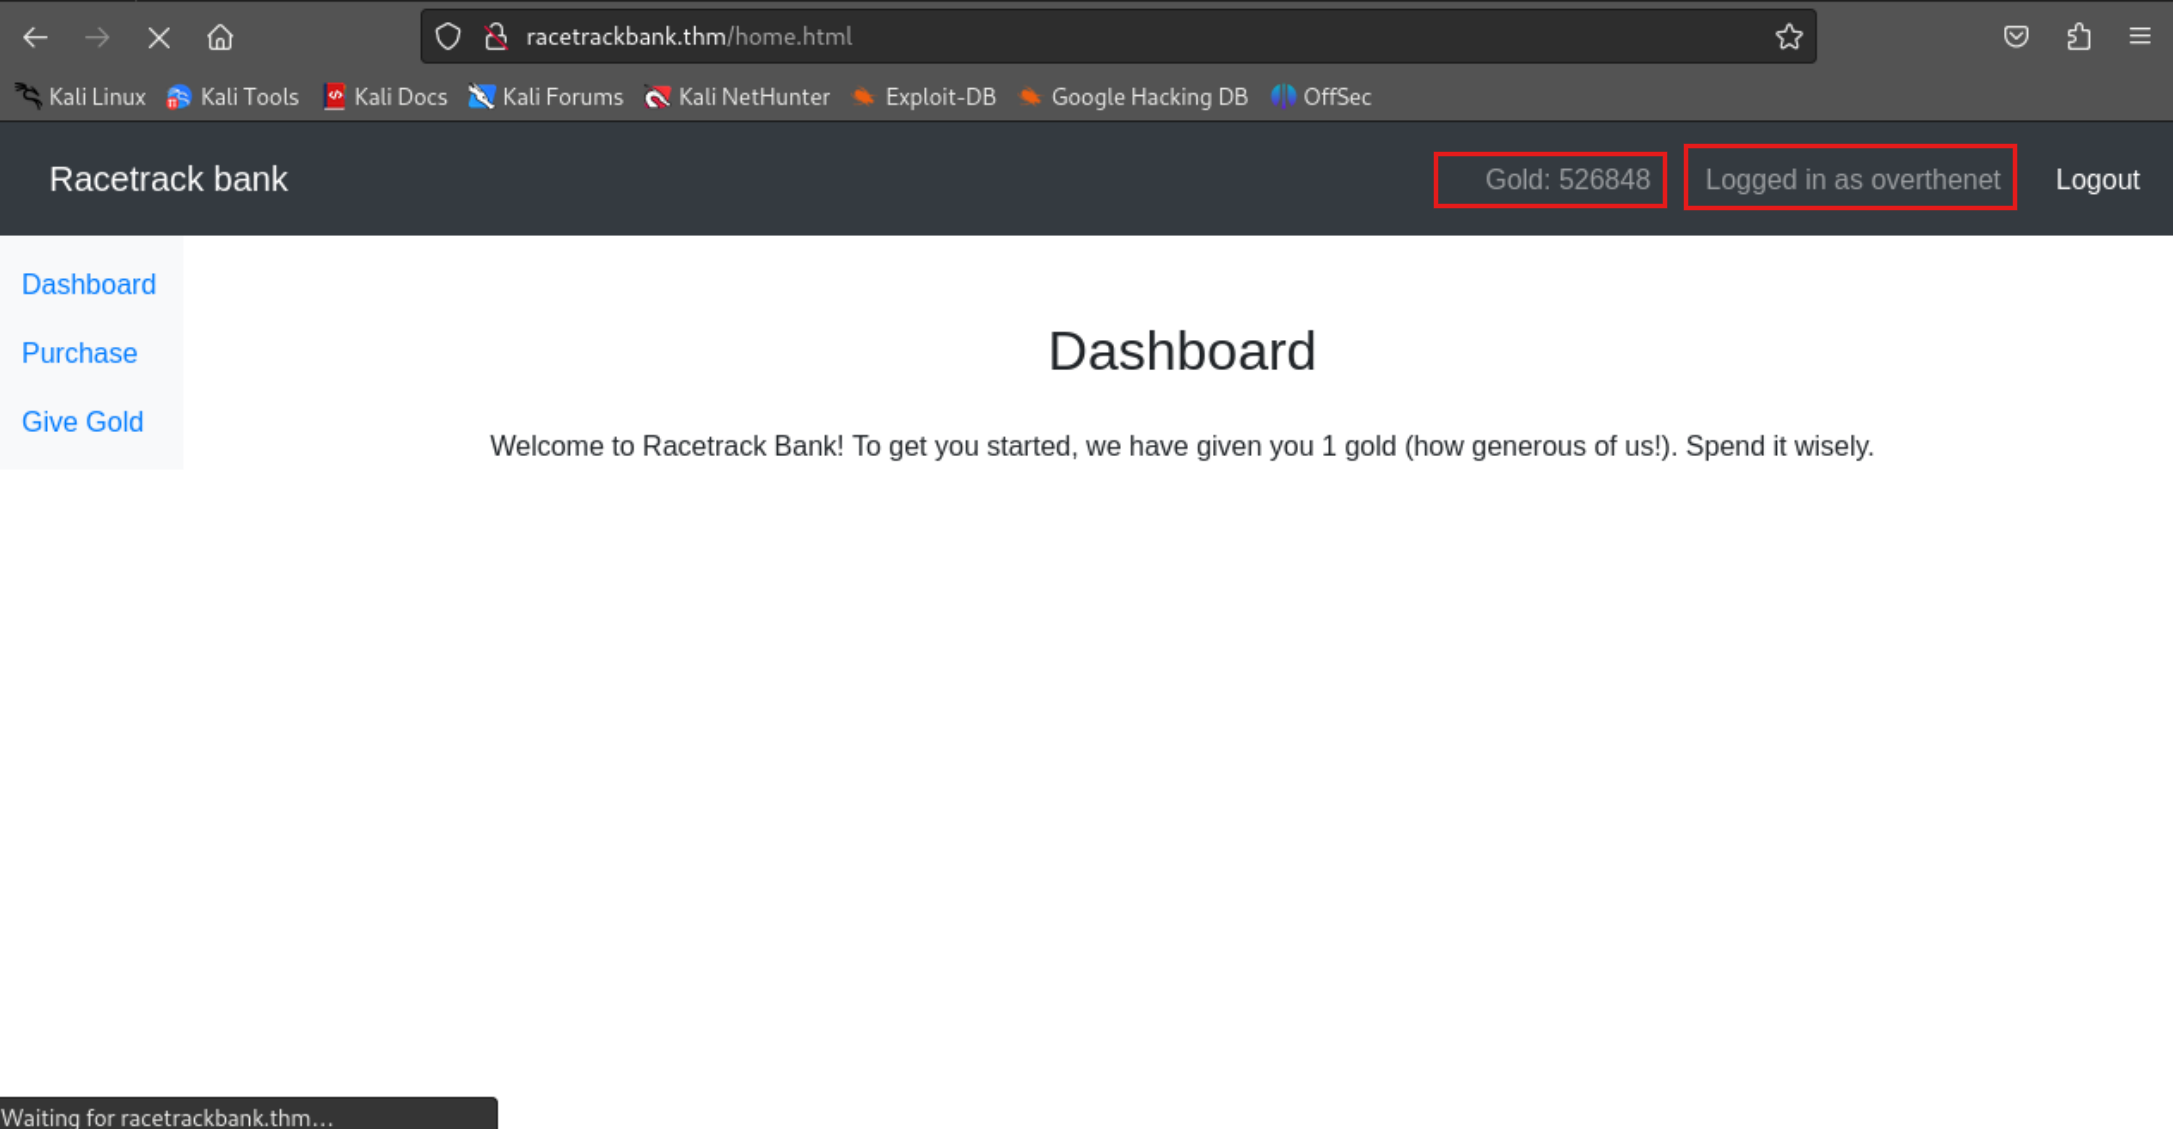 racetrackbank.thm/home.html
Kali Linux Kali Tools Kali Docs Kali Forums Kali NetHunter Exploit-DB Google Hacking DB OffSec
Racetrack bank Gold: 526848 Logged in as overthenet Logout
Dashboard
Purchase
Give Gold
Dashboard
Welcome to Racetrack Bank! To get you started, we have given you 1 gold (how generous of us!). Spend it wisely.
Waiting for racetrackbank.thm...